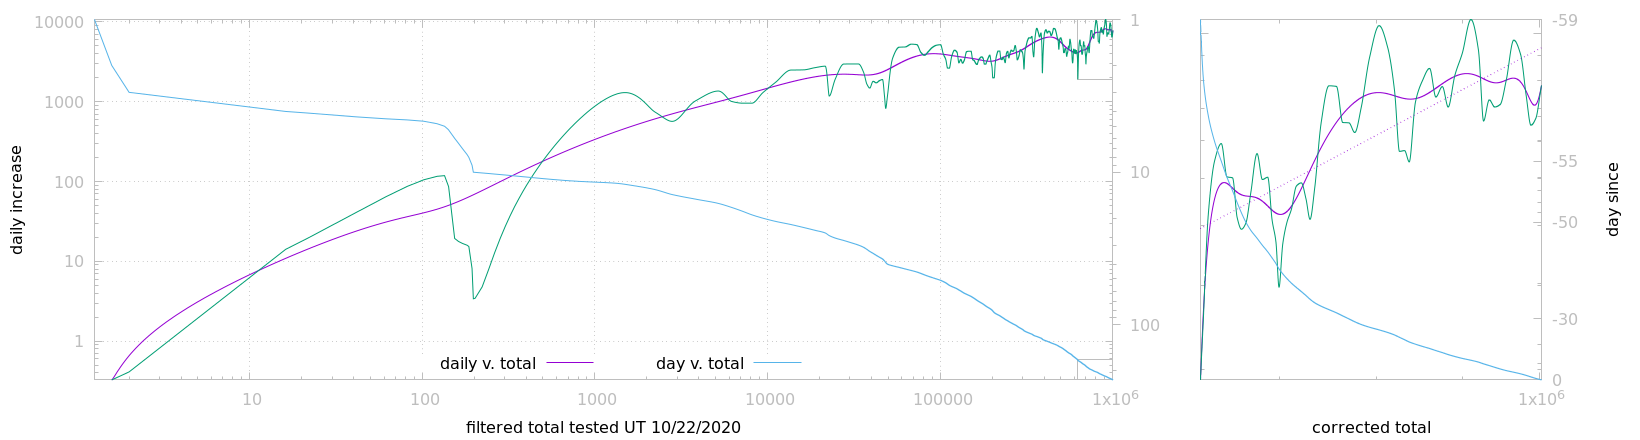 10000
1000
100
10
1
daily increase
daily v. total
day v. total
10
100
1000
10000
100000
1x10^6
filtered total tested UT 10/22/2020
1
10
100
-59
-55
-50
-30
0
day since
1x10^6
corrected total